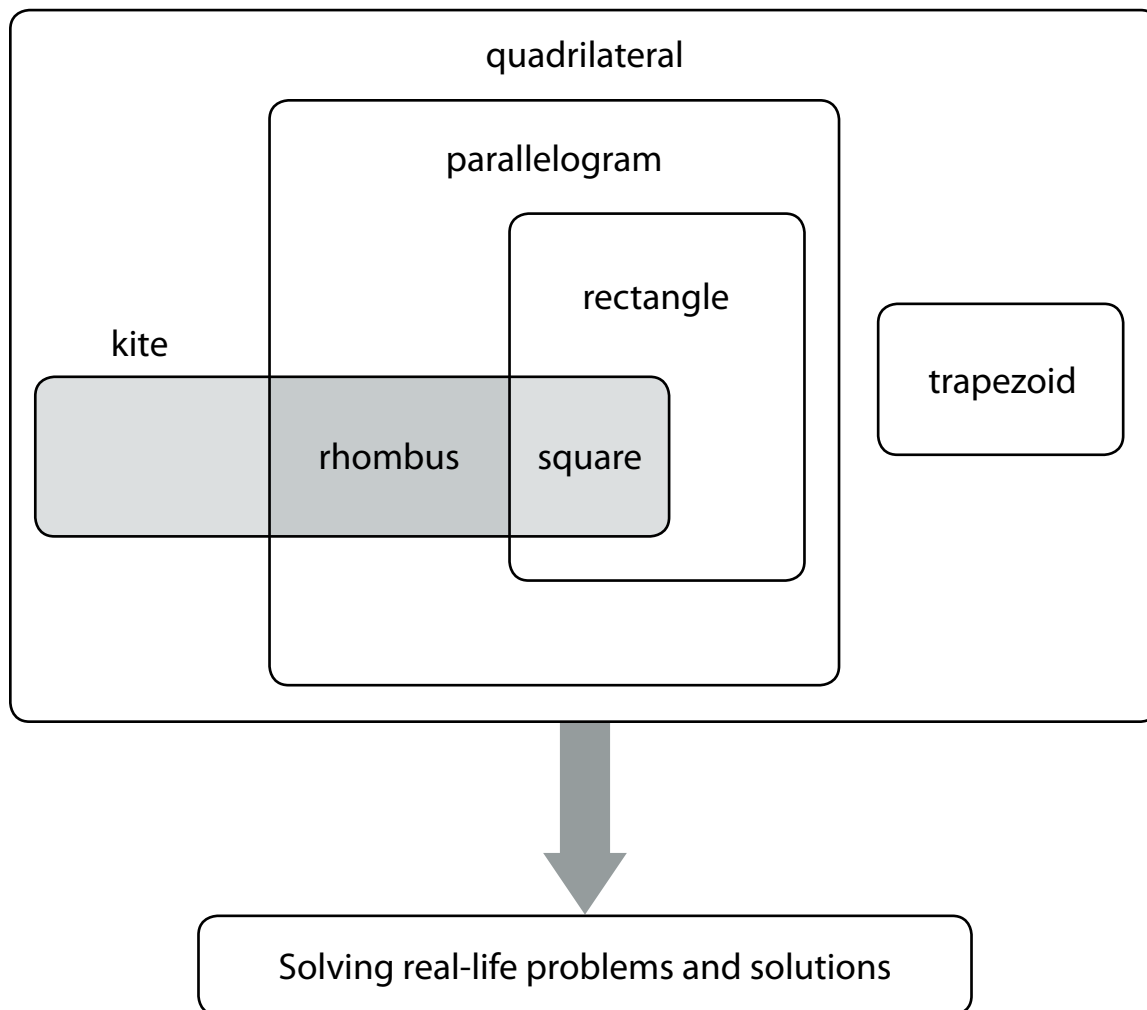 quadrilateral
parallelogram
rectangle
kite
trapezoid
rhombus
square
Solving real-life problems and solutions